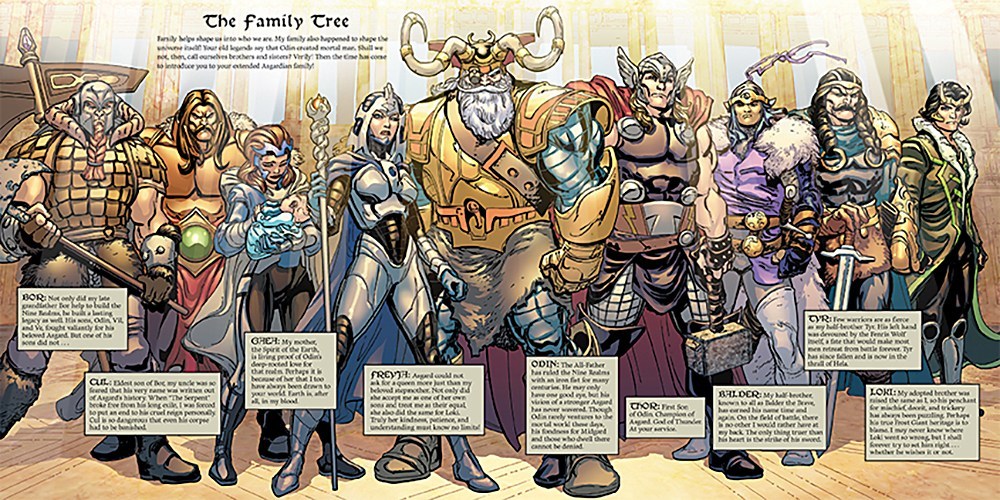 The Family Tree
Family helps shape us into who we are. My family also happened to shape the
universe itself! Your old legends say that Odin created mortal man. Shall we
not, then, call ourselves brothers and sisters? Verily! Then the time has come
to introduce you to your extended Asgardian family!
BOR: Not only did my late
grandfather Bor help to build the
Nine Realms, he built a lasting
legacy as well. His sons, Odin, Vili,
and Ve, fought valiantly for his
beloved Asgard. But one of his
sons did not . . .
CUL: Eldest son of Bor, my uncle was so
feared that his very name was written out
of Asgard's history. When "The Serpent"
broke free from his long exile, I was forced
to put an end to his cruel reign personally.
Cul is so dangerous that even his corpse
had to be banished.
GAEA: My mother,
the Spirit of the Earth,
is living proof of Odin's
deep-rooted love for
that realm. Perhaps it is
because of her that I too
have always been drawn to
your world. Earth is, after
all, in my blood.
FREYJA: Asgard could not
ask for a queen more just than my
beloved stepmother. Not only did
she accept me as one of her own
sons and treat me as their equal,
she also did the same for Loki.
Truly her kindness, patience, and
understanding must know no limits!
ODIN: The All-Father
has ruled the Nine Realms
with an iron fist for many
centuries. He may only
have one good eye, but his
vision of a stronger Asgard
has never wavered. Though
Odin rarely ventures to the
mortal world these days,
his fondness for Midgard
and those who dwell there
cannot be denied.
THOR: First Son
of Odin. Champion of
Asgard. God of Thunder.
At your service.
BALDER: My half-brother,
known to all as Balder the Brave
has earned his name time and
again. On the field of battle, there
is no other I would rather have at
my back. The only thing truer than
his heart is the strike of his sword.
TYR: Few warriors are as fierce
as my half-brother Tyr. His left hand
was devoured by the Fenris Wolf
itself, a fate that would make most
men retreat from battle forever. Tyr
has since fallen and is now in the
thrall of Hela.
LOKI: My adopted brother was
raised the same as I, so his penchant
for mischief, deceit, and trickery
has always been puzzling. Perhaps
his true Frost Giant heritage is to
blame. I may never know where
Loki went so wrong, but I shall
forever try to set him right . . .
whether he wishes it or not.